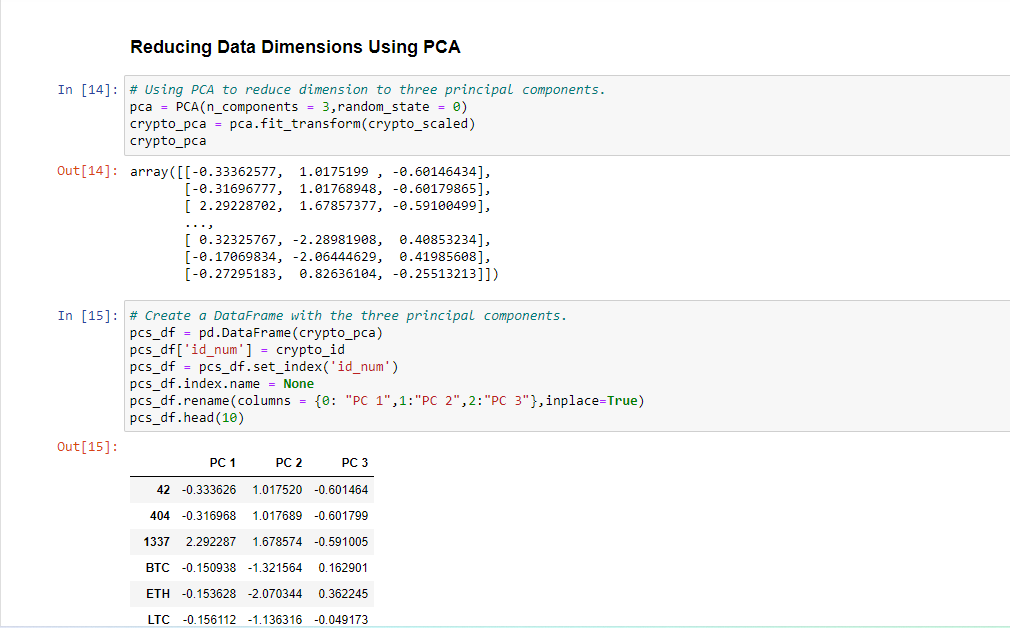 Reducing Data Dimensions Using PCA
In [14]: # Using PCA to reduce dimension to three principal components.
pca = PCA(n_components = 3,random_state = 0)
crypto_pca = pca.fit_transform(crypto_scaled)
crypto_pca
Out[14]: array([[-0.33362577,  1.0175199 , -0.60146434],
[-0.31696777,  1.01768948, -0.60179865],
[ 2.29228702,  1.67857377, -0.59100499],
...,
[ 0.32325767, -2.28981908,  0.40853234],
[-0.17069834, -2.06444629,  0.41985608],
[-0.27295183,  0.82636104, -0.25513213]])
In [15]: # Create a DataFrame with the three principal components.
pcs_df = pd.DataFrame(crypto_pca)
pcs_df['id_num'] = crypto_id
pcs_df = pcs_df.set_index('id_num')
pcs_df.index.name = None
pcs_df.rename(columns = {0: "PC 1",1:"PC 2",2:"PC 3"},inplace=True)
pcs_df.head(10)
Out[15]:
PC 1 PC 2 PC 3
42 -0.333626 1.017520 -0.601464
404 -0.316968 1.017689 -0.601799
1337 2.292287 1.678574 -0.591005
BTC -0.150938 -1.321564 0.162901
ETH -0.153628 -2.070344 0.362245
LTC -0.156112 -1.136316 -0.049173